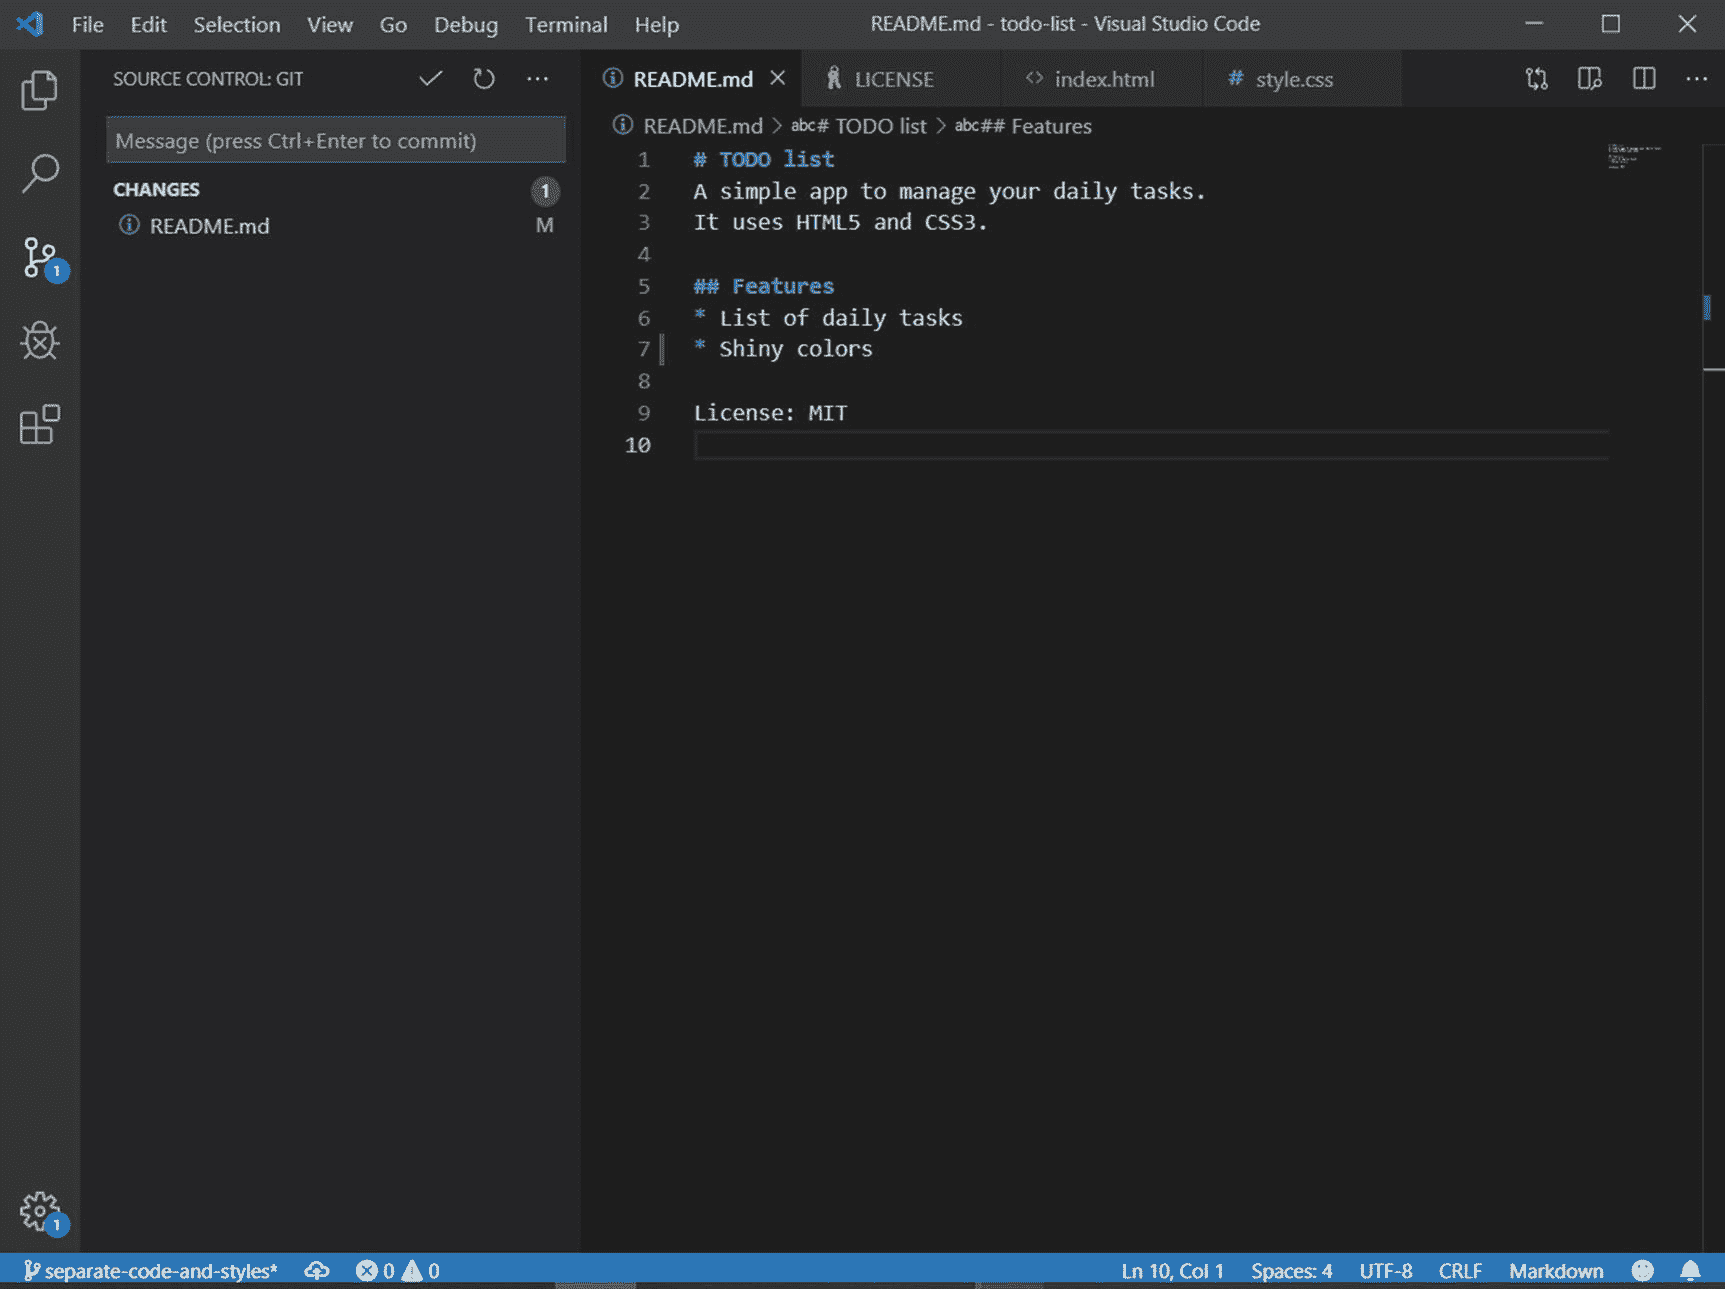 File Edit Selection View Go Debug Terminal Help README.md - todo-list - Visual Studio Code
SOURCE CONTROL: GIT
Message (press Ctrl+Enter to commit)
CHANGES 1
README.md M
1
1
README.md LICENSE index.html # style.css
README.md > abc# TODO list > abc## Features
1 # TODO list
2 A simple app to manage your daily tasks.
3 It uses HTML5 and CSS3.
4
5 ## Features
6 * List of daily tasks
7 * Shiny colors
8
9 License: MIT
10
separate-code-and-styles* 0 0 Ln 10, Col 1 Spaces: 4 UTF-8 CRLF Markdown